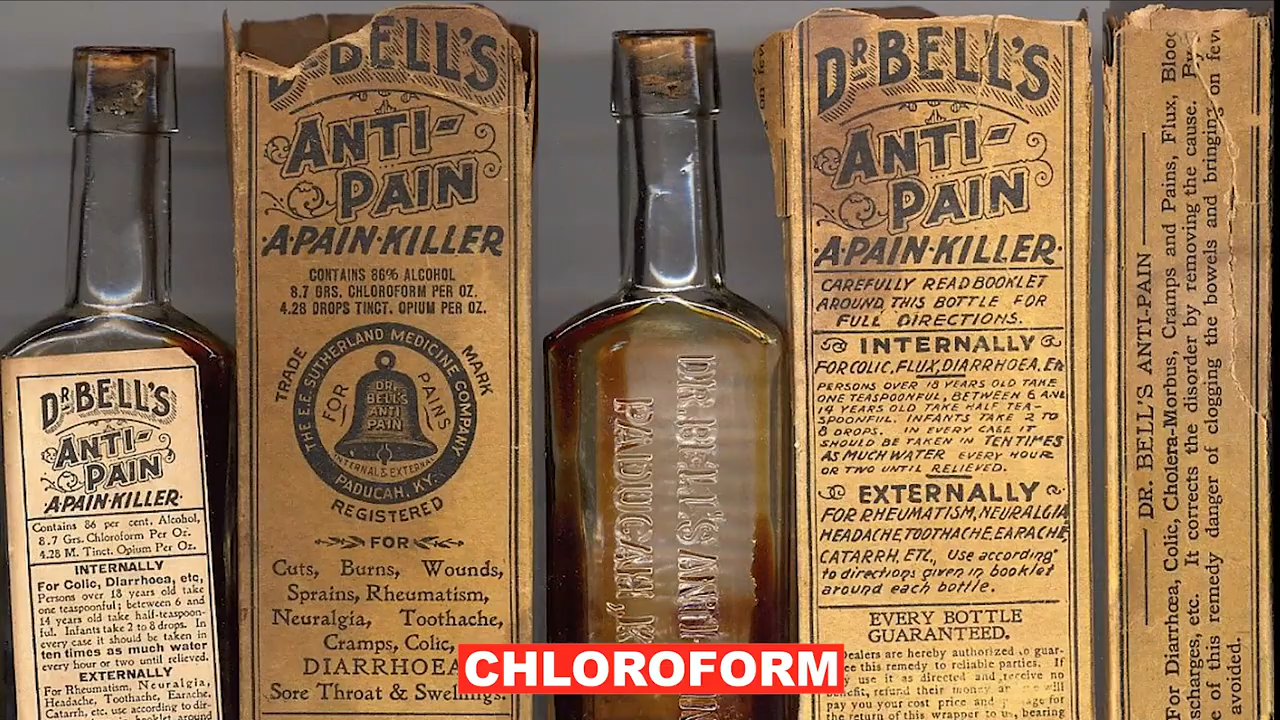 DR BELL'S
ANTI-
PAIN
A·PAIN·KILLER
Contains 86 per cent. Alcohol,
8.7 Grs. Chloroform Per Oz.
4.28 M. Tinct. Opium Per Oz.
INTERNALLY
For Colic, Diarrhoea, etc,
Persons over 18 years old take
one teaspoonful; between 6 and
14 years old take half-teaspoon-
ful. Infants take 2 to 8 drops. In
every case it should be taken in
ten times as much water
every hour or two until relieved.
EXTERNALLY
For Rheumatism, Neuralgia,
Headache, Toothache, Earache,
Catarrh, etc. use according to dir-
DR BELL'S
ANTI-
PAIN
·A·PAIN·KILLER
CONTAINS 86% ALCOHOL
8.7 GRS. CHLOROFORM PER OZ.
4.28 DROPS TINCT. OPIUM PER OZ.
TRADE MARK
THE E.E. SUTHERLAND MEDICINE COMPANY
FOR PAINS
DR.
BELL'S
ANTI
PAIN
INTERNAL & EXTERNAL
PADUCAH, KY.
REGISTERED
FOR
Cuts, Burns, Wounds,
Sprains, Rheumatism,
Neuralgia, Toothache,
Cramps, Colic,
DIARRHOEA
Sore Throat & Swellings.
DR. BELL'S ANTI-PAIN
PADUCAH, K
DR BELL'S
ANTI-
PAIN
A·PAIN·KILLER·
CAREFULLY READ BOOKLET
AROUND THIS BOTTLE FOR
FULL DIRECTIONS.
INTERNALLY
FOR COLIC, FLUX, DIARRHOEA, Etc
PERSONS OVER 18 YEARS OLD TAKE
ONE TEASPOONFUL, BETWEEN 6 AND
14 YEARS OLD TAKE HALF TEA-
SPOONFUL. INFANTS TAKE 2 TO
8 DROPS. IN EVERY CASE IT
SHOULD BE TAKEN IN TEN TIMES
AS MUCH WATER EVERY HOUR
OR TWO UNTIL RELIEVED.
EXTERNALLY
FOR RHEUMATISM, NEURALGIA
HEADACHE, TOOTHACHE, EARACHE,
CATARRH, ETC., Use according
to directions given in booklet
around each bottle.
EVERY BOTTLE
GUARANTEED.
Dealers are hereby authorized to guar-
this remedy to reliable parties. If
use it as directed and receive no
benefit, refund their money
pay you your cost price and
the return of this wrapper to us, bearing
on few
DR. BELL'S ANTI-PAIN
For Diarrhœa, Colic, Cholera-Morbus, Cramps and Pains, Flux, Blood
scharges, etc. It corrects the disorder by removing the cause. By
e of this remedy danger of clogging the bowels and bringing on fev
avoided.
CHLOROFORM